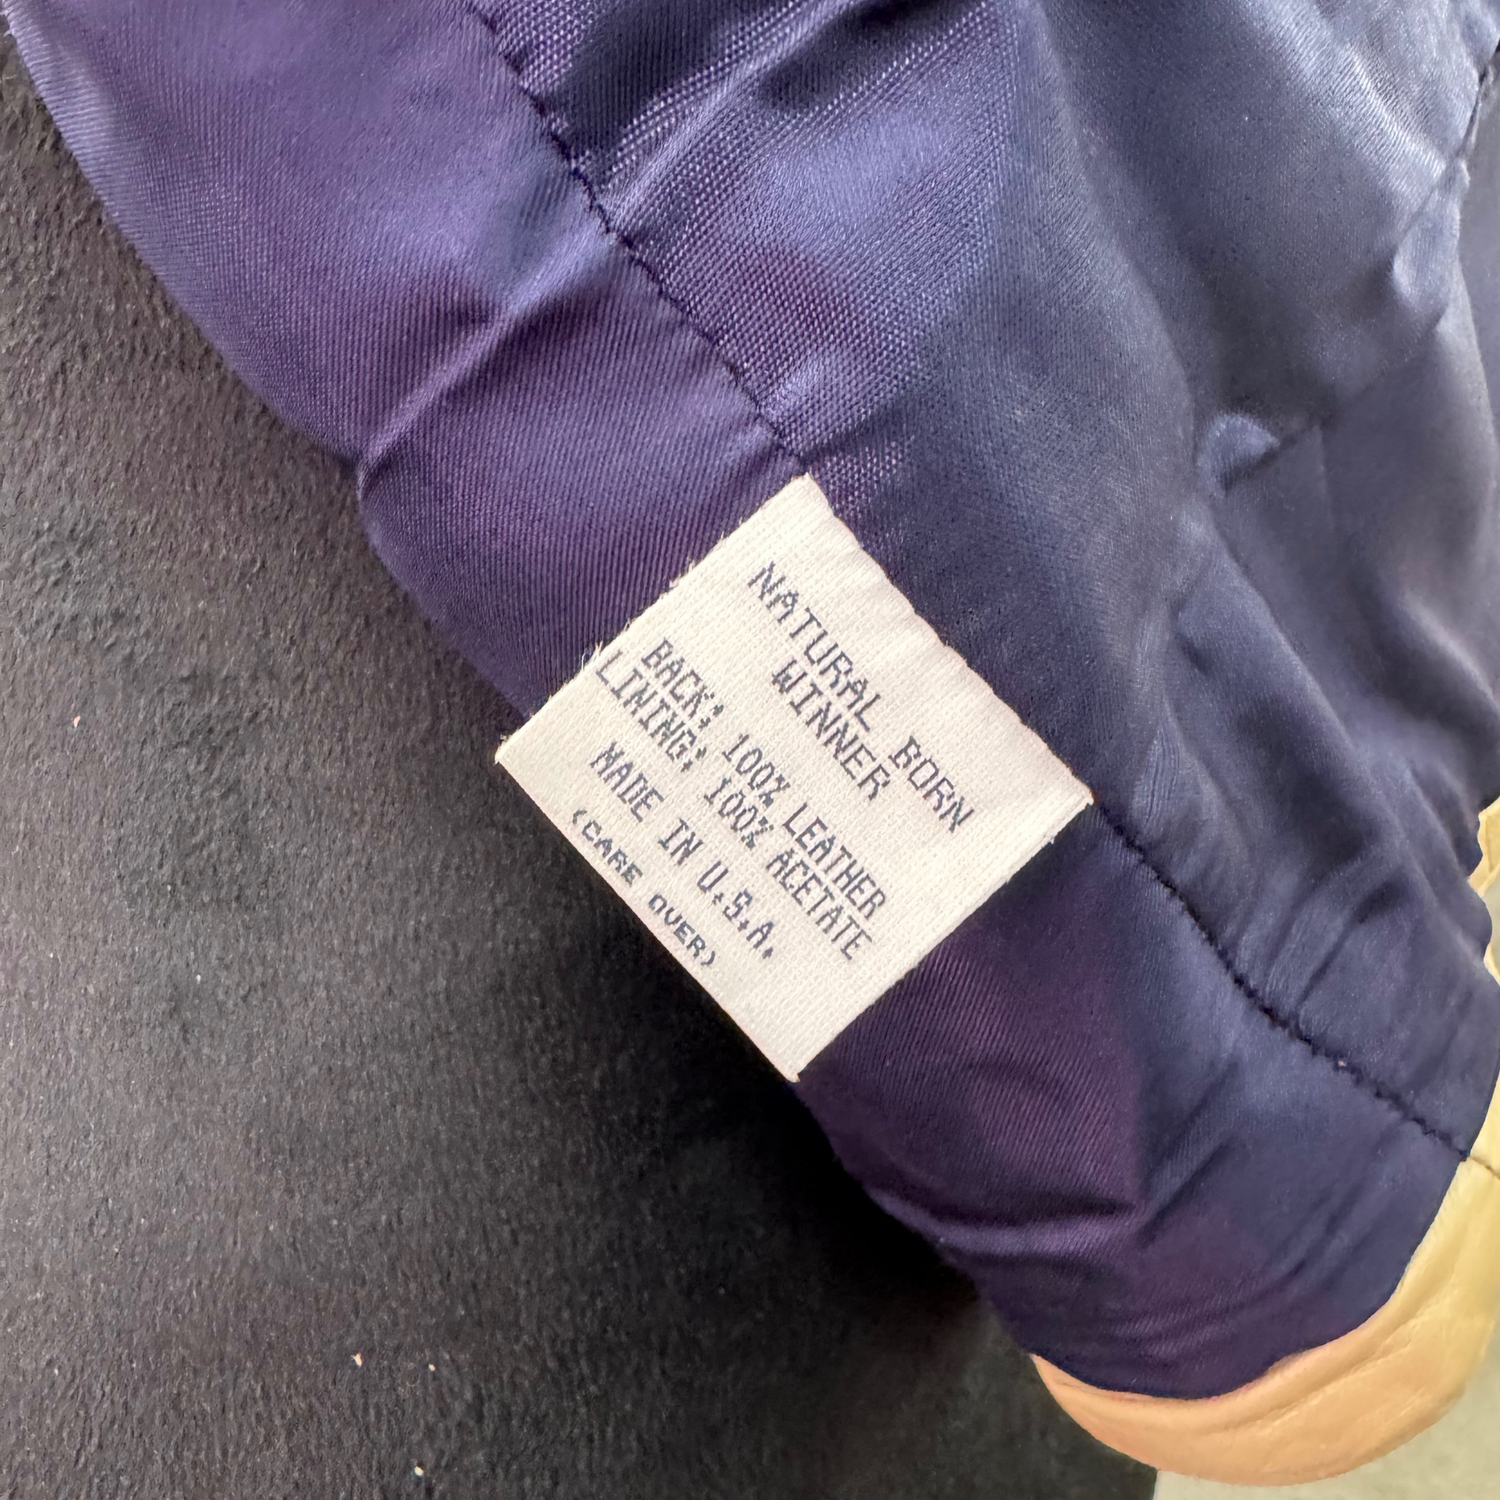 NATURAL BORN
WINNER
BACK: 100% LEATHER
LINING: 100% ACETATE
MADE IN U.S.A.
(CARE OVER)